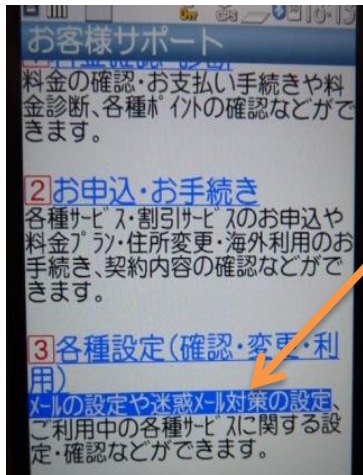 16:15
お客様サポート
料金の確認・お支払い手続きや料
金診断、各種ﾎﾟｲﾝﾄの確認などがで
きます。
2お申込・お手続き
各種ｻｰﾋﾞｽ・割引ｻｰﾋﾞｽのお申込や
料金ﾌﾟﾗﾝ・住所変更・海外利用のお
手続き、契約内容の確認などがで
きます。
3各種設定(確認・変更・利
用)
ﾒｰﾙの設定や迷惑ﾒｰﾙ対策の設定、
ご利用中の各種ｻｰﾋﾞｽに関する設
定・確認などができます。